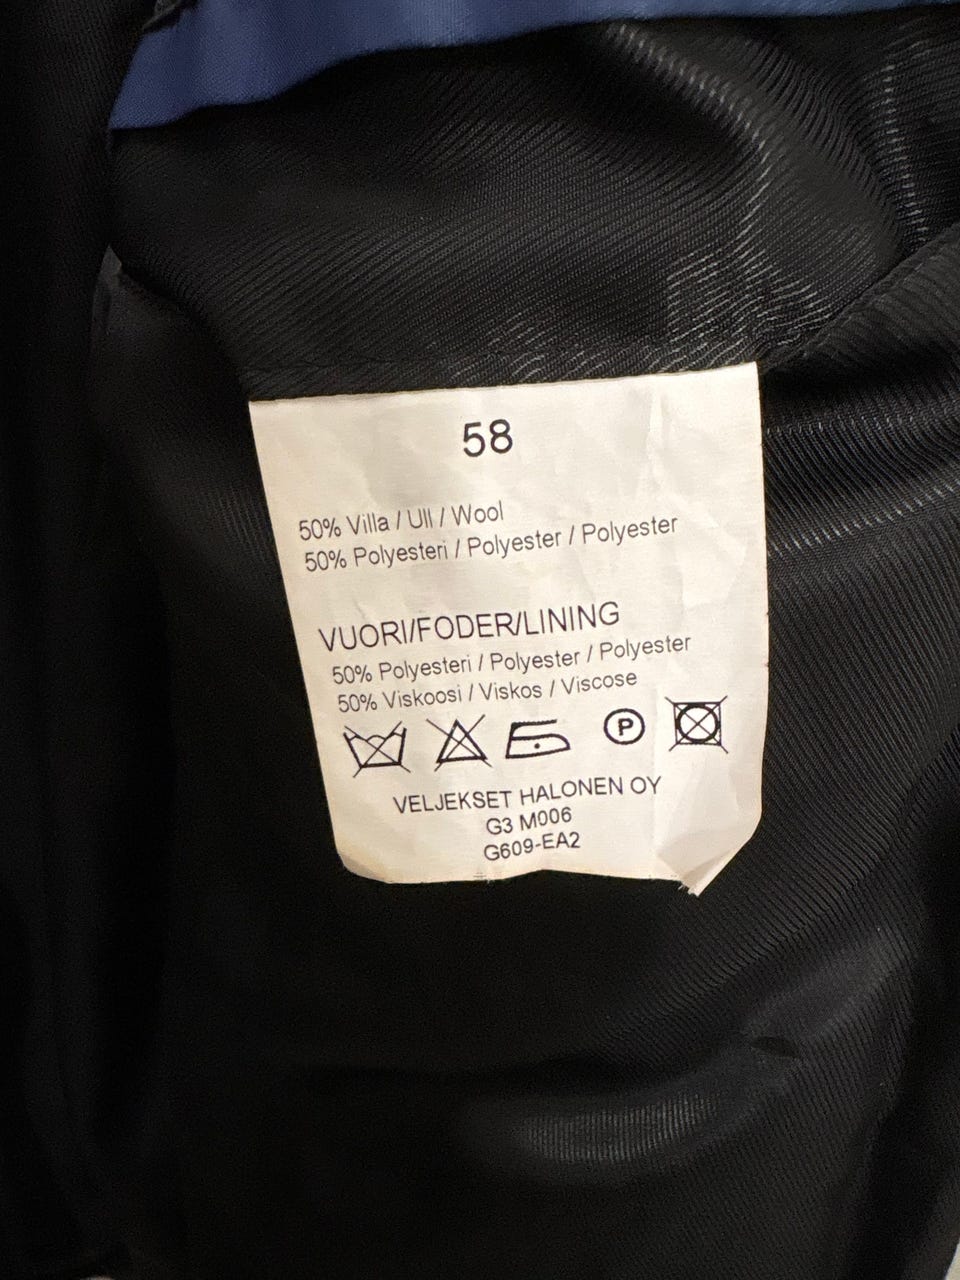 58
50% Villa / Ull / Wool
50% Polyesteri / Polyester / Polyester
VUORI/FODER/LINING
50% Polyesteri / Polyester / Polyester
50% Viskoosi / Viskos / Viscose
P
VELJEKSET HALONEN OY
G3 M006
G609-EA2